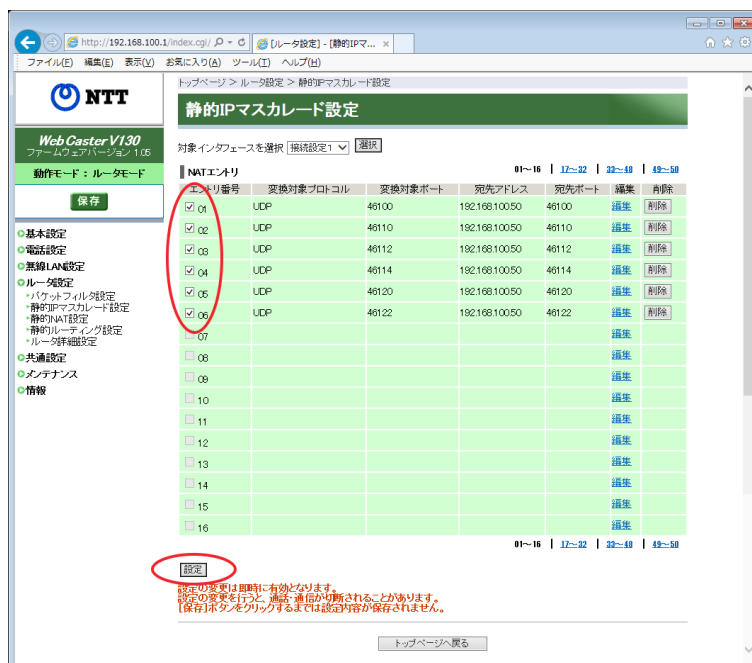 http://192.168.100.1/index.cgi/
[ルータ設定] - [静的IPマ... ×
ファイル(F) 編集(E) 表示(V) お気に入り(A) ツール(T) ヘルプ(H)
トップページ > ルータ設定 > 静的IPマスカレード設定
NTT
静的IPマスカレード設定
Web Caster V130
ファームウェアバージョン 1.05
動作モード : ルータモード
保存
基本設定
電話設定
無線LAN設定
ルータ設定
・パケットフィルタ設定
・静的IPマスカレード設定
・静的NAT設定
・静的ルーティング設定
・ルータ詳細設定
共通設定
メンテナンス
情報
対象インタフェースを選択 接続設定1 選択
NATエントリ 01～16 | 17～32 | 33～48 | 49～50
エントリ番号 変換対象プロトコル 変換対象ポート 宛先アドレス 宛先ポート 編集 削除
01 UDP 46100 192.168.100.50 46100 編集 削除
02 UDP 46110 192.168.100.50 46110 編集 削除
03 UDP 46112 192.168.100.50 46112 編集 削除
04 UDP 46114 192.168.100.50 46114 編集 削除
05 UDP 46120 192.168.100.50 46120 編集 削除
06 UDP 46122 192.168.100.50 46122 編集 削除
07 編集
08 編集
09 編集
10 編集
11 編集
12 編集
13 編集
14 編集
15 編集
16 編集
01～16 | 17～32 | 33～48 | 49～50
設定
設定の変更は即時に有効となります。
設定の変更を行うと、通話・通信が切断されることがあります。
[保存]ボタンをクリックするまでは設定内容が保存されません。
トップページへ戻る